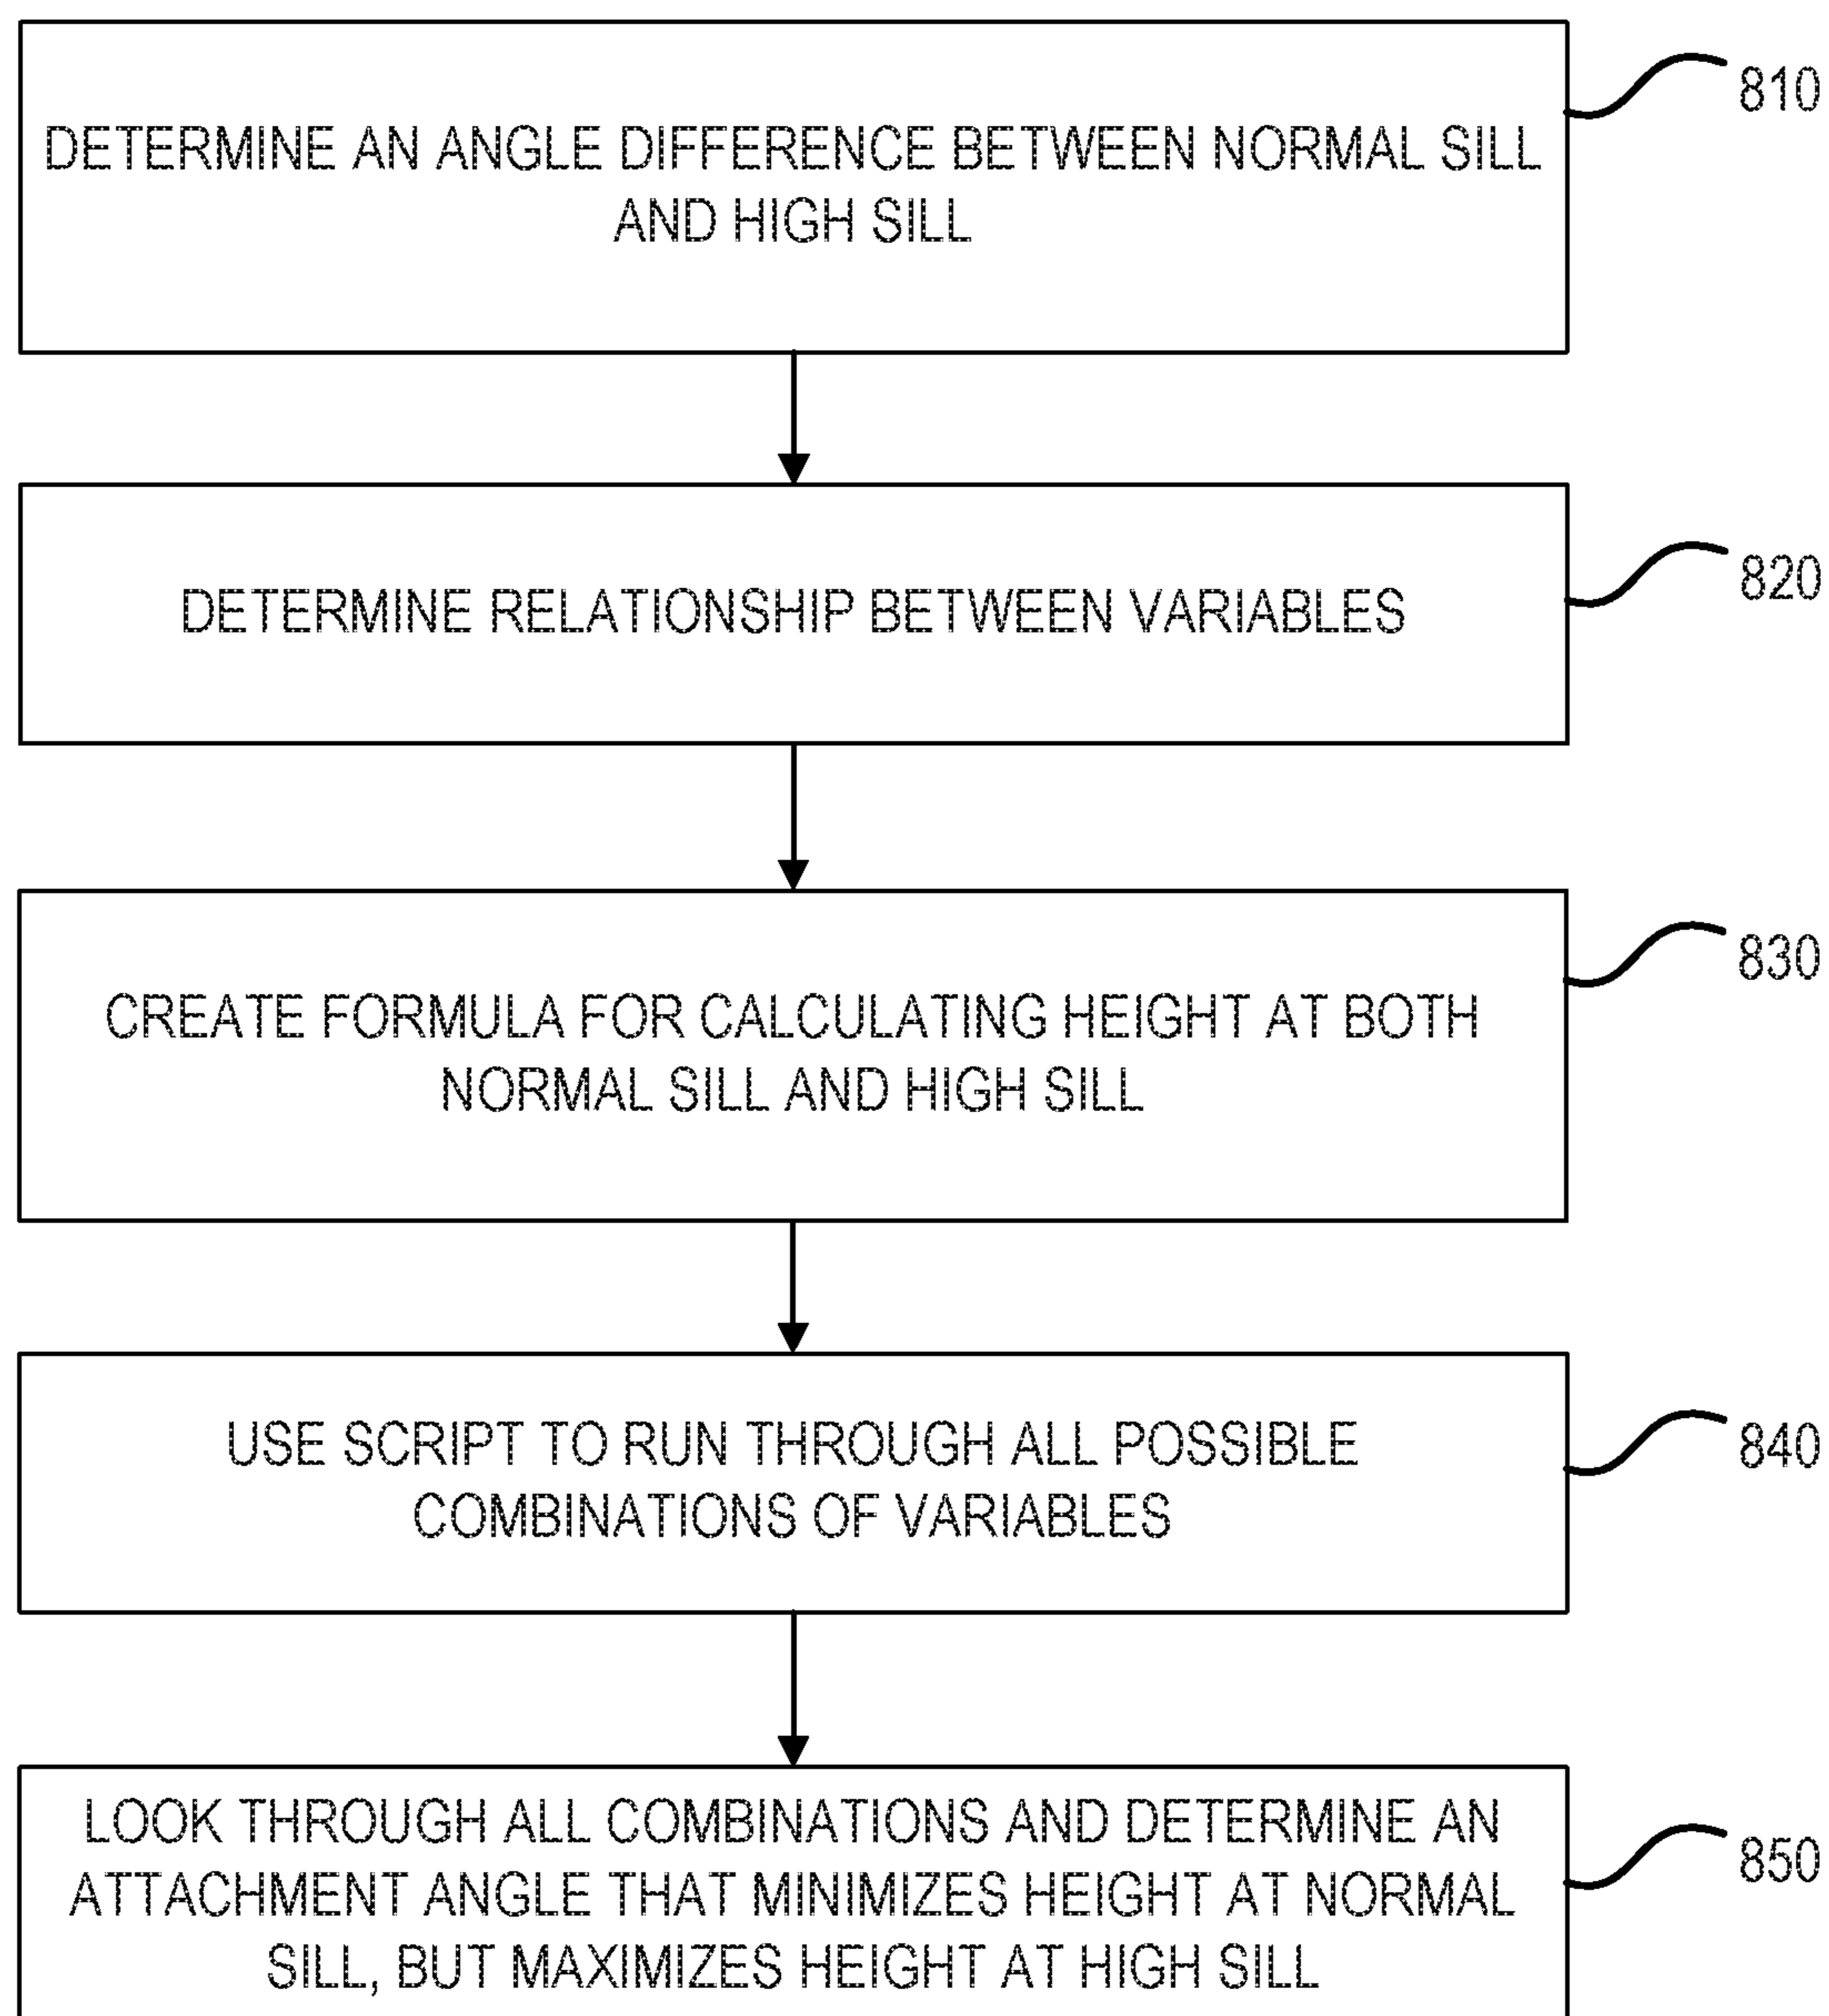 DETERMINE AN ANGLE DIFFERENCE BETWEEN NORMAL SILL
AND HIGH SILL
810
DETERMINE RELATIONSHIP BETWEEN VARIABLES
820
CREATE FORMULA FOR CALCULATING HEIGHT AT BOTH
NORMAL SILL AND HIGH SILL
830
USE SCRIPT TO RUN THROUGH ALL POSSIBLE
COMBINATIONS OF VARIABLES
840
LOOK THROUGH ALL COMBINATIONS AND DETERMINE AN
ATTACHMENT ANGLE THAT MINIMIZES HEIGHT AT NORMAL
SILL, BUT MAXIMIZES HEIGHT AT HIGH SILL
850